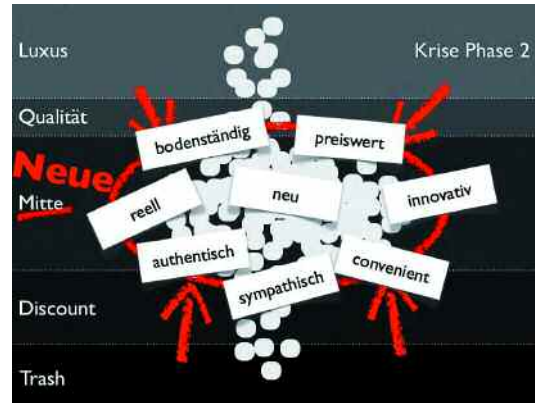 Luxus
Krise Phase 2
Qualität
bodenständig
preiswert
Neue
Mitte
reell
neu
innovativ
authentisch
convenient
sympathisch
Discount
Trash